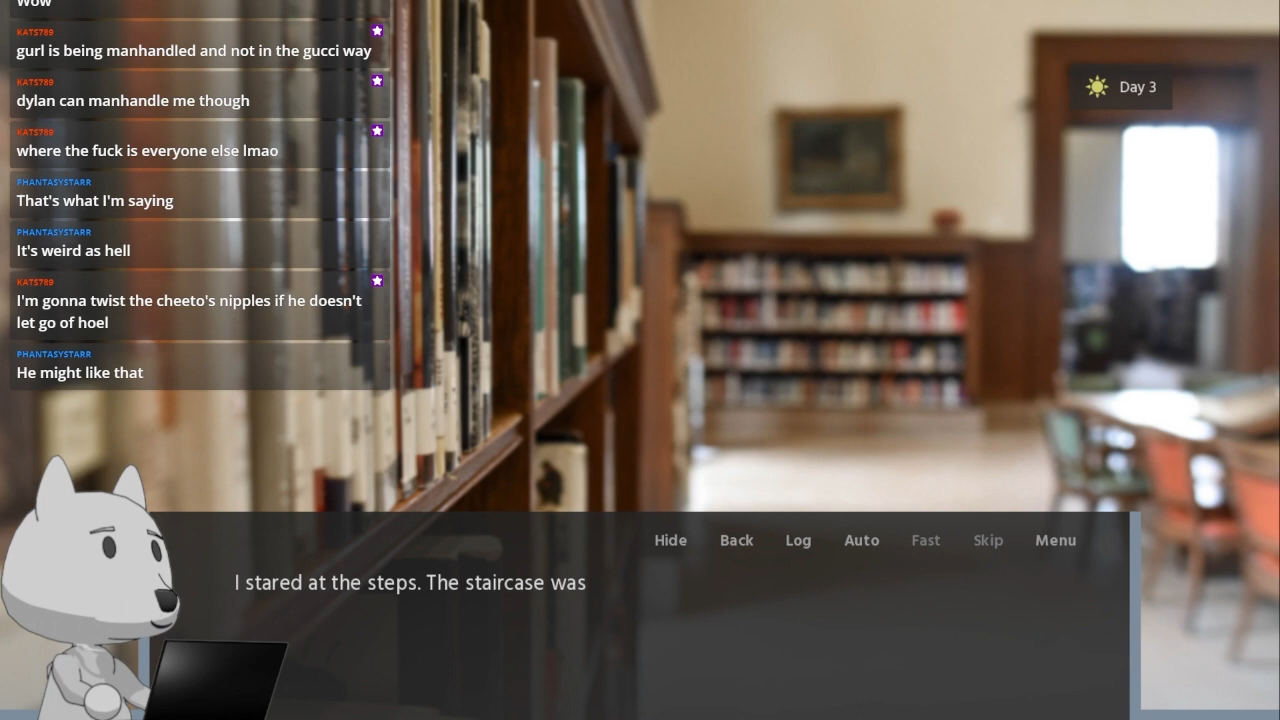 Wow
KATS789
gurl is being manhandled and not in the gucci way
KATS789
dylan can manhandle me though
KATS789
where the fuck is everyone else lmao
PHANTASYSTARR
That's what I'm saying
PHANTASYSTARR
It's weird as hell
KATS789
I'm gonna twist the cheeto's nipples if he doesn't
let go of hoel
PHANTASYSTARR
He might like that
Day 3
Hide Back Log Auto Fast Skip Menu
I stared at the steps. The staircase was